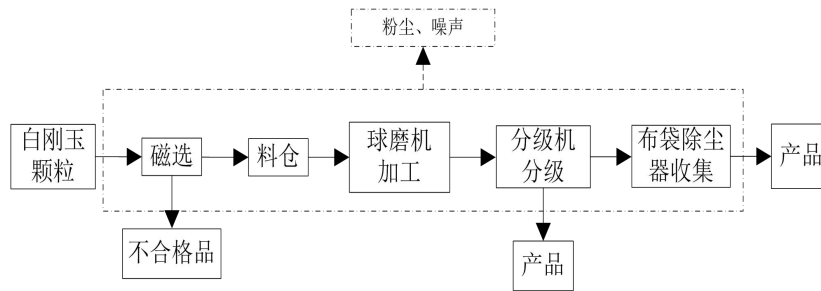 粉尘、噪声
白刚玉
颗粒
磁选
料仓
球磨机
加工
分级机
分级
布袋除尘
器收集
产品
不合格品
产品